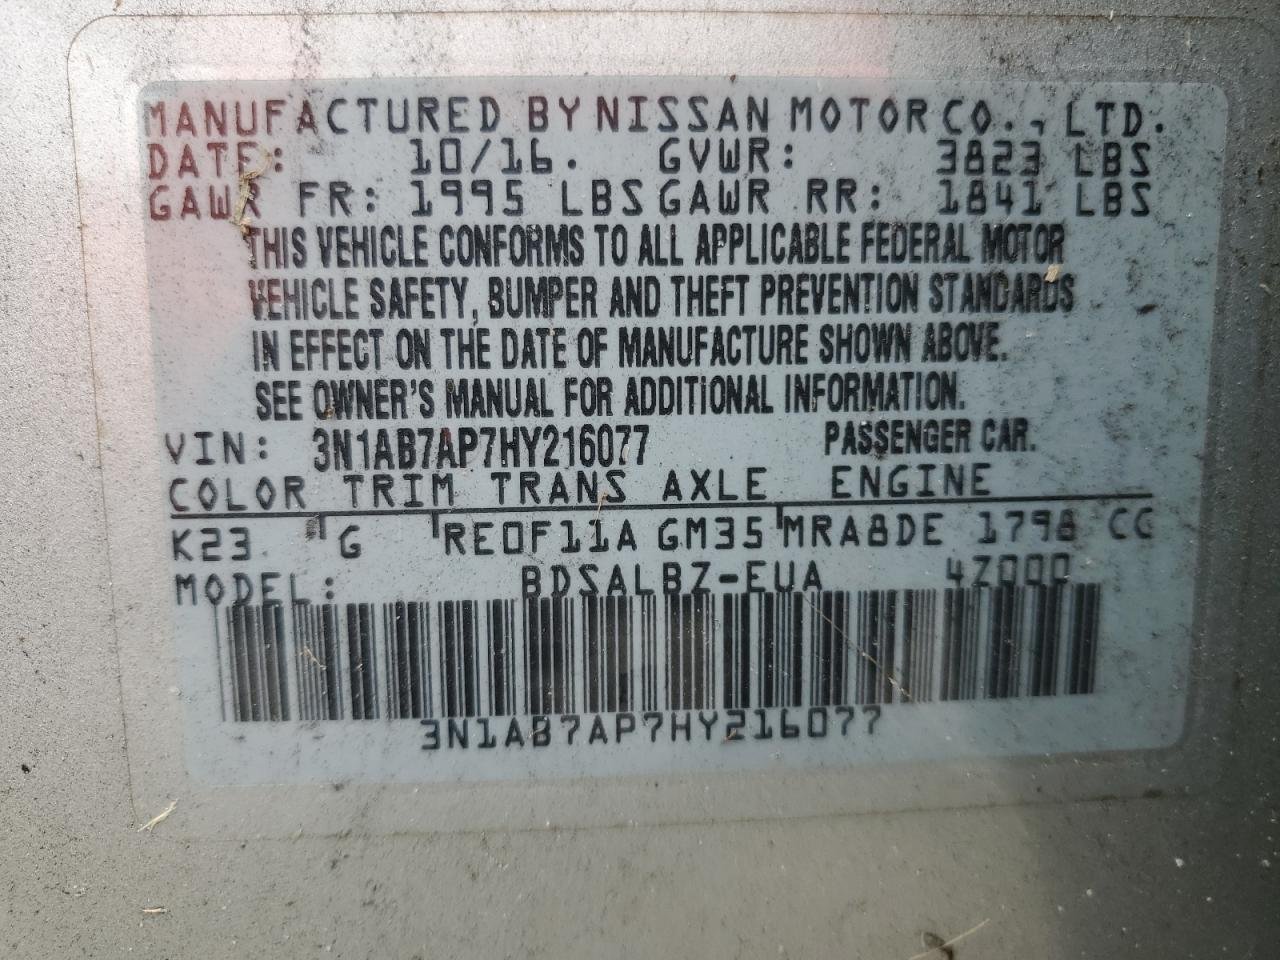 MANUFACTURED BY NISSAN MOTOR CO., LTD.
DATE: 10/16. GVWR: 3823 LBS
GAWR FR: 1995 LBS GAWR RR: 1841 LBS
THIS VEHICLE CONFORMS TO ALL APPLICABLE FEDERAL MOTOR
VEHICLE SAFETY, BUMPER AND THEFT PREVENTION STANDARDS
IN EFFECT ON THE DATE OF MANUFACTURE SHOWN ABOVE.
SEE OWNER'S MANUAL FOR ADDITIONAL INFORMATION.
VIN: 3N1AB7AP7HY216077 PASSENGER CAR.
COLOR TRIM TRANS AXLE ENGINE
K23 G RE0F11A GM35 MRA8DE 1798 CC
MODEL: BDSALBZ-EUA 4Z000
3N1AB7AP7HY216077